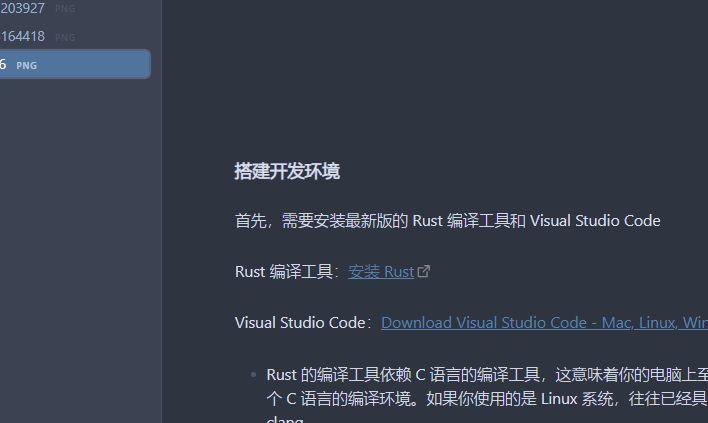 203927 PNG
164418 PNG
6 PNG
搭建开发环境
首先，需要安装最新版的 Rust 编译工具和 Visual Studio Code
Rust 编译工具：安装 Rust
Visual Studio Code：Download Visual Studio Code - Mac, Linux, Win
Rust 的编译工具依赖 C 语言的编译工具，这意味着你的电脑上至
个 C 语言的编译环境。如果你使用的是 Linux 系统，往往已经具
clang